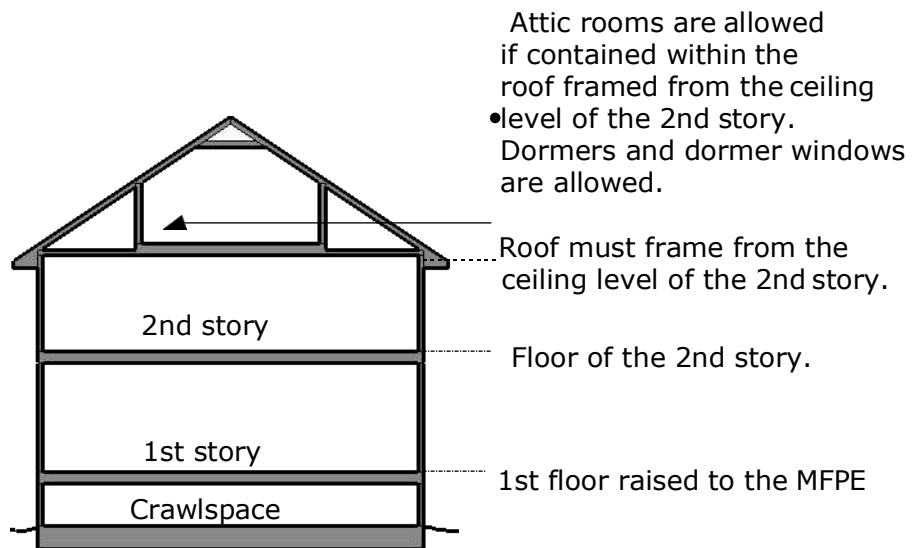 Attic rooms are allowed
if contained within the
roof framed from the ceiling
•level of the 2nd story.
Dormers and dormer windows
are allowed.
Roof must frame from the
ceiling level of the 2nd story.
2nd story
Floor of the 2nd story.
1st story
1st floor raised to the MFPE
Crawlspace